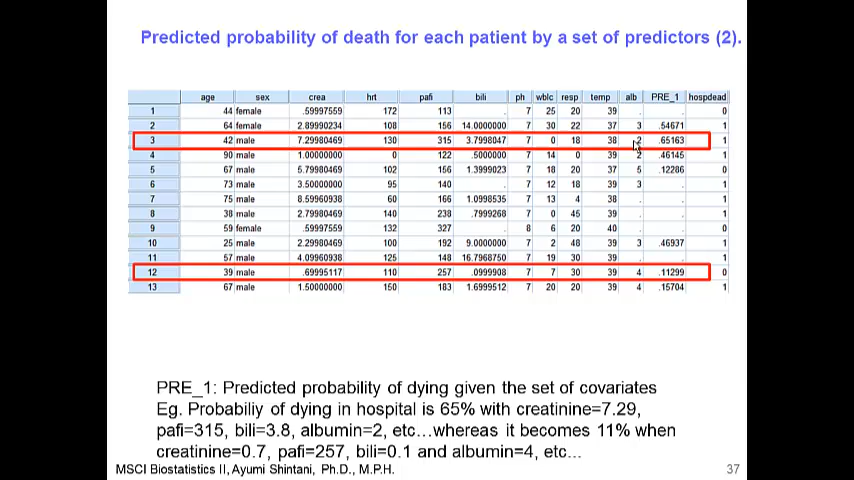 Predicted probability of death for each patient by a set of predictors (2).
age sex crea hrt pafi bili ph wblc resp temp alb PRE_1 hospdead
1 44 female .59997559 172 113 . 7 25 20 39 . . 0
2 64 female 2.89990234 108 156 14.0000000 7 30 22 37 3 .54671 1
3 42 male 7.29980469 130 315 3.7998047 7 0 18 38 2 .65163 1
4 90 male 1.00000000 0 122 .5000000 7 14 0 39 2 .46145 1
5 67 male 5.79980469 102 156 1.3999023 7 18 20 37 5 .12286 0
6 73 male 3.50000000 95 140 . 7 12 18 39 3 . 1
7 75 male 8.59960938 60 166 1.0998535 7 13 4 38 . . 1
8 38 male 2.79980469 140 238 .7999268 7 0 45 39 . . 1
9 59 female .59997559 132 327 . 8 6 20 40 . . 0
10 25 male 2.29980469 100 192 9.0000000 7 2 48 39 3 .46937 1
11 57 male 4.09960938 125 148 16.7968750 7 19 30 39 . . 1
12 39 male .69995117 110 257 .0999908 7 7 30 39 4 .11299 0
13 67 male 1.50000000 150 183 1.6999512 7 20 20 39 4 .15704 1
PRE_1: Predicted probability of dying given the set of covariates
Eg. Probabiliy of dying in hospital is 65% with creatinine=7.29,
pafi=315, bili=3.8, albumin=2, etc...whereas it becomes 11% when
creatinine=0.7, pafi=257, bili=0.1 and albumin=4, etc...
MSCI Biostatistics II, Ayumi Shintani, Ph.D., M.P.H.
37